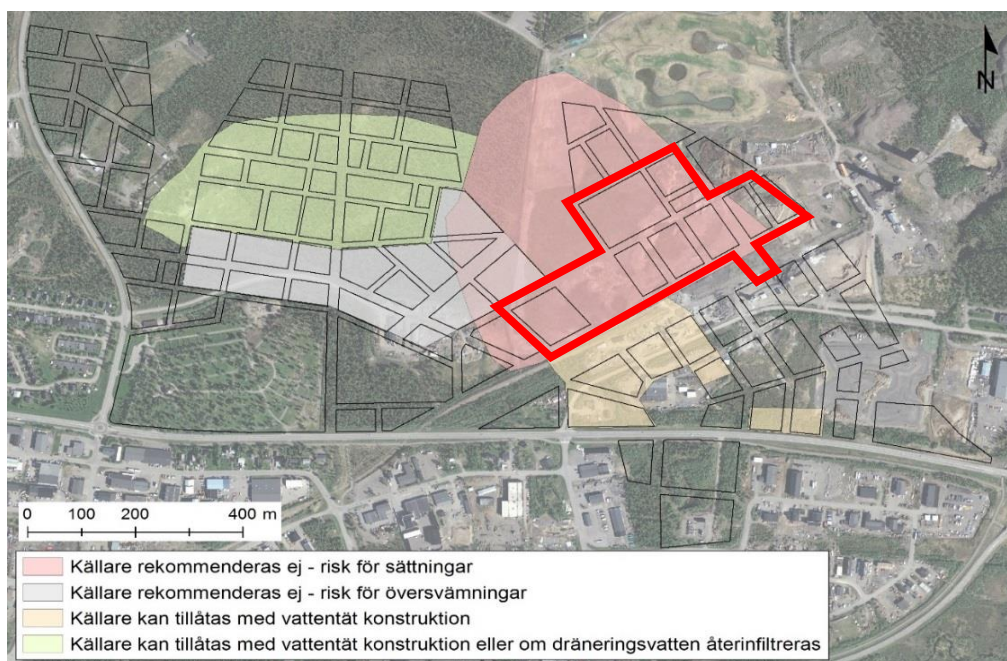 N
0 100 200 400 m
Källare rekommenderas ej - risk för sättningar
Källare rekommenderas ej - risk för översvämningar
Källare kan tillåtas med vattentät konstruktion
Källare kan tillåtas med vattentät konstruktion eller om dräneringsvatten återinfiltreras